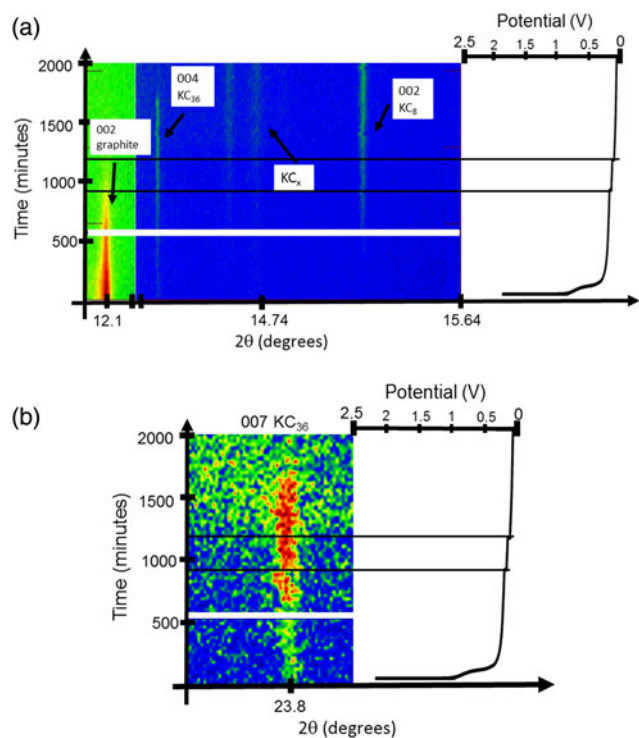 (a)
Potential (V)
2.5 2 1.5 1 0.5 0
Time (minutes)
2000
1500
1000
500
004
KC₃₆
002
graphite
KCₓ
002
KC₈
12.1 14.74 15.64
2θ (degrees)
(b)
Potential (V)
007 KC₃₆ 2.5 2 1.5 1 0.5 0
Time (minutes)
2000
1500
1000
500
23.8
2θ (degrees)